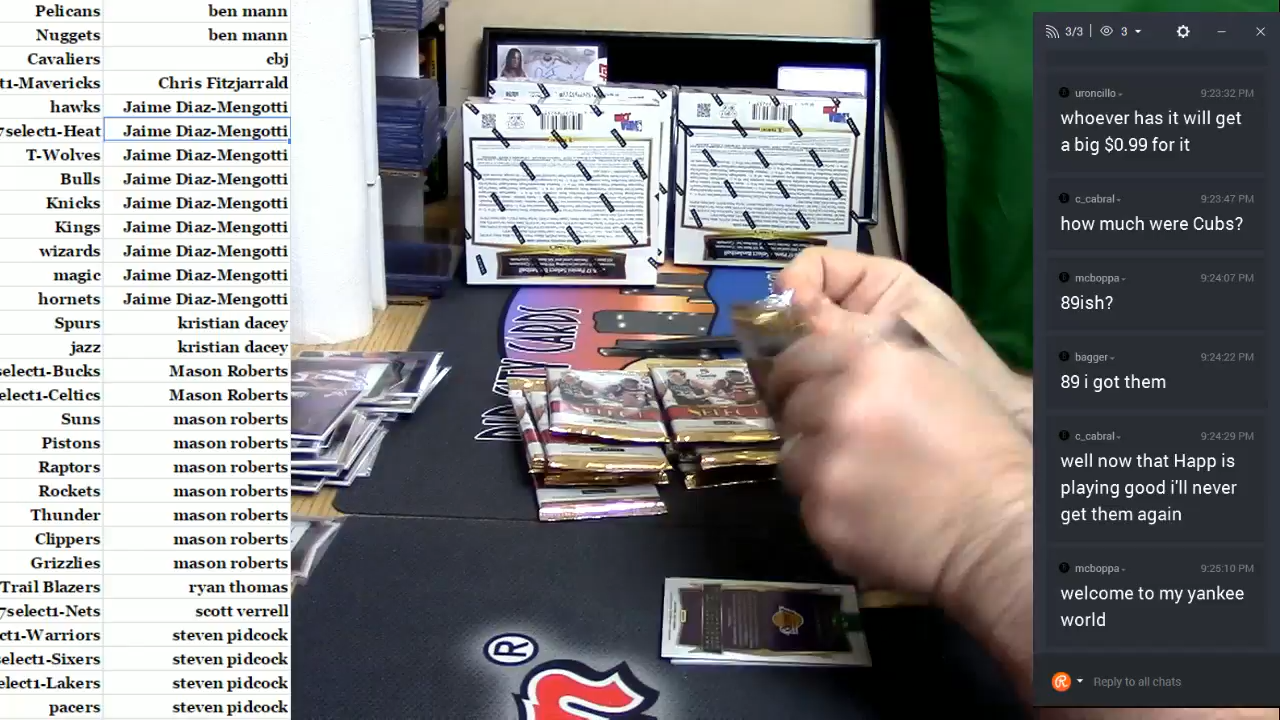 Pelicans ben mann
Nuggets ben mann
Cavaliers cbj
t1-Mavericks Chris Fitzjarrald
hawks Jaime Diaz-Mengotti
7select1-Heat Jaime Diaz-Mengotti
T-Wolves Jaime Diaz-Mengotti
Bulls Jaime Diaz-Mengotti
Knicks Jaime Diaz-Mengotti
Kings Jaime Diaz-Mengotti
wizards Jaime Diaz-Mengotti
magic Jaime Diaz-Mengotti
hornets Jaime Diaz-Mengotti
Spurs kristian dacey
jazz kristian dacey
select1-Bucks Mason Roberts
elect1-Celtics Mason Roberts
Suns mason roberts
Pistons mason roberts
Raptors mason roberts
Rockets mason roberts
Thunder mason roberts
Clippers mason roberts
Grizzlies mason roberts
Trail Blazers ryan thomas
7select1-Nets scott verrell
ct1-Warriors steven pidcock
select1-Sixers steven pidcock
elect1-Lakers steven pidcock
pacers steven pidcock
CARDS
SELECT
SELECT
®
3/3 3
uroncillo 9:23:32 PM
whoever has it will get
a big $0.99 for it
c_cabral 9:23:47 PM
how much were Cubs?
mcboppa 9:24:07 PM
89ish?
bagger 9:24:22 PM
89 i got them
c_cabral 9:24:29 PM
well now that Happ is
playing good i'll never
get them again
mcboppa 9:25:10 PM
welcome to my yankee
world
Reply to all chats